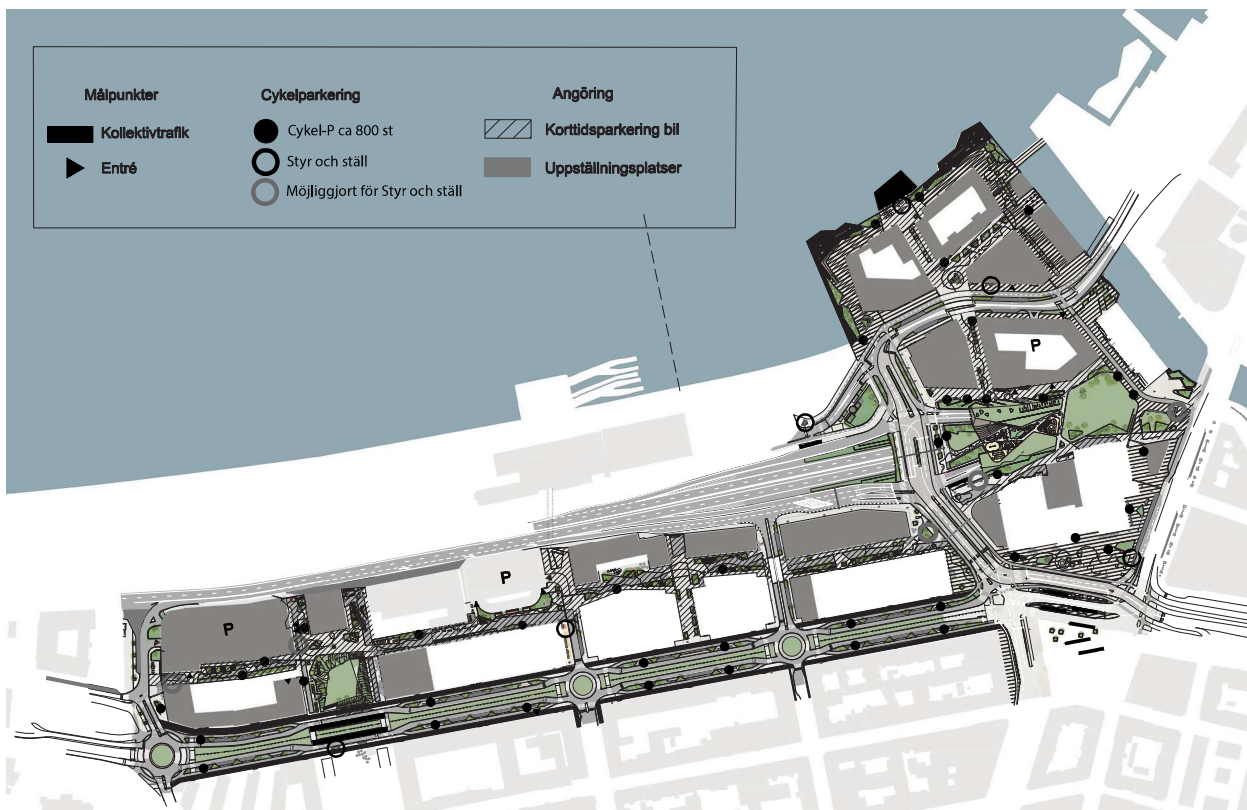 Målpunkter
Kollektivtrafik
Entré
Cykelparkering
Cykel-P ca 800 st
Styr och ställ
Möjliggjort för Styr och ställ
Angöring
Korttidsparkering bil
Uppställningsplatser
P
P
P